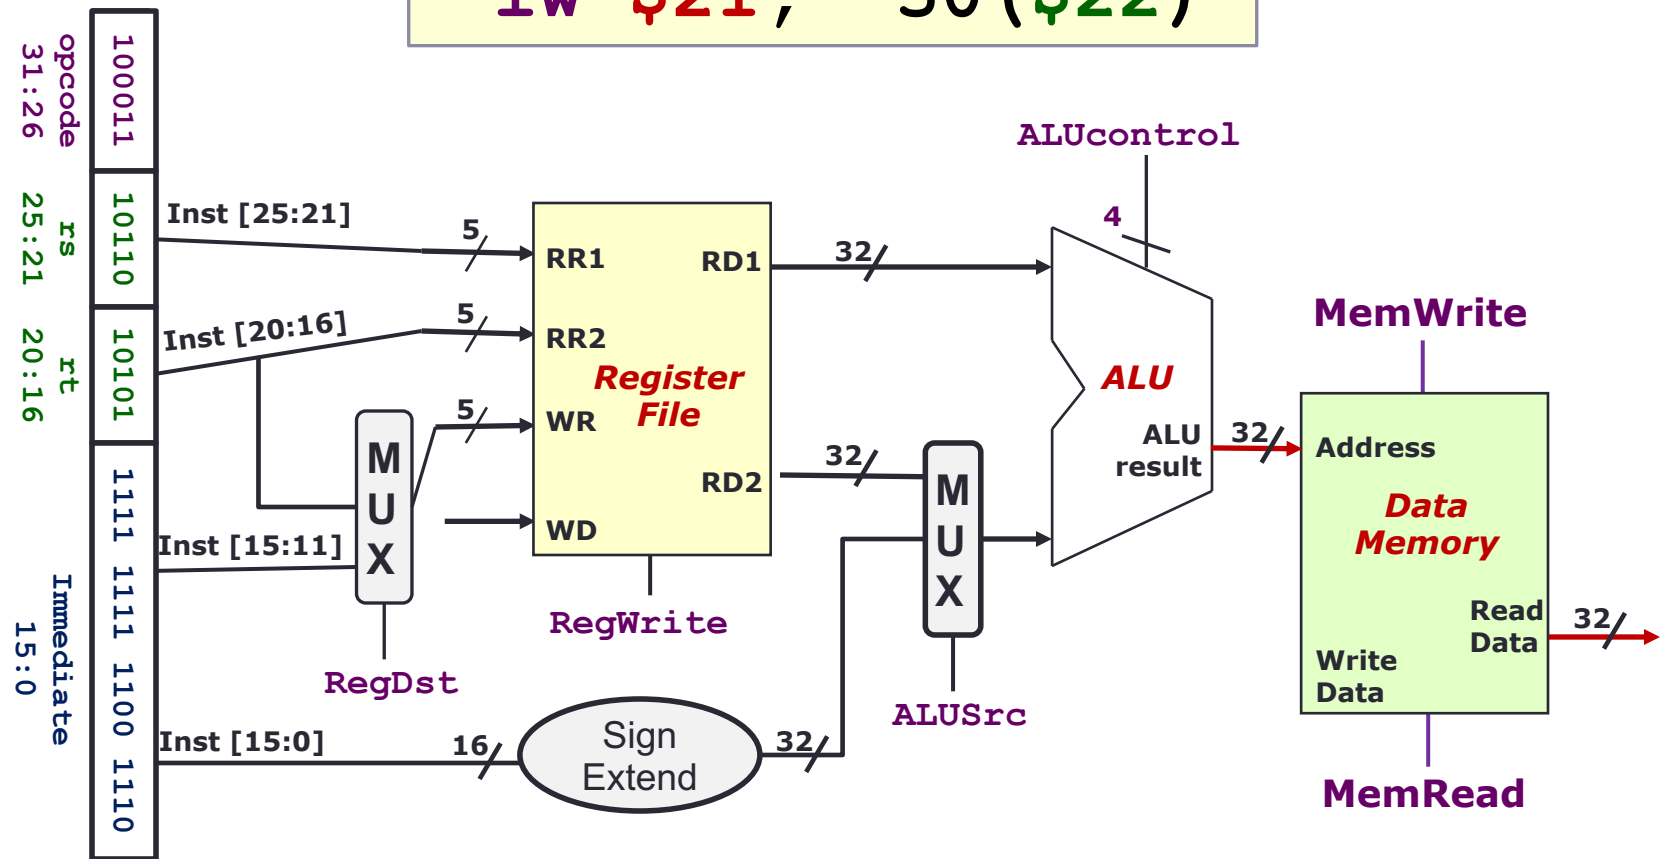 lw $21, -50($22)
opcode
31:26
100011
rs
25:21
10110
rt
20:16
10101
Immediate
15:0
1111 1111 1100 1110
Inst [25:21]
5
Inst [20:16]
5
5
Inst [15:11]
Inst [15:0]
16
M
U
X
RegDst
RR1
RR2
WR
WD
RD1
RD2
Register
File
RegWrite
Sign
Extend
32
32
32
M
U
X
ALUSrc
ALUcontrol
4
ALU
ALU
result
32
MemWrite
Address
Data
Memory
Read
Data
Write
Data
32
MemRead